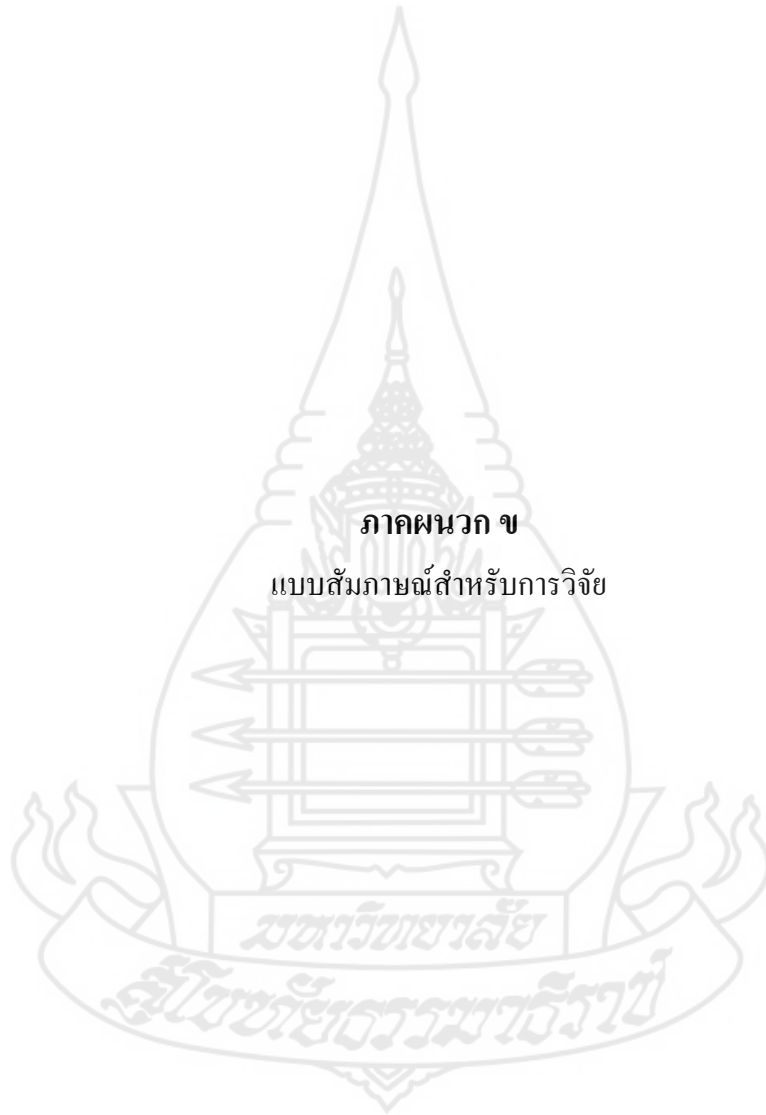 ภาคผนวก ข
แบบสัมภาษณ์สำหรับการวิจัย
มหาวิทยาลัย
สุโขทัยธรรมาธิราช